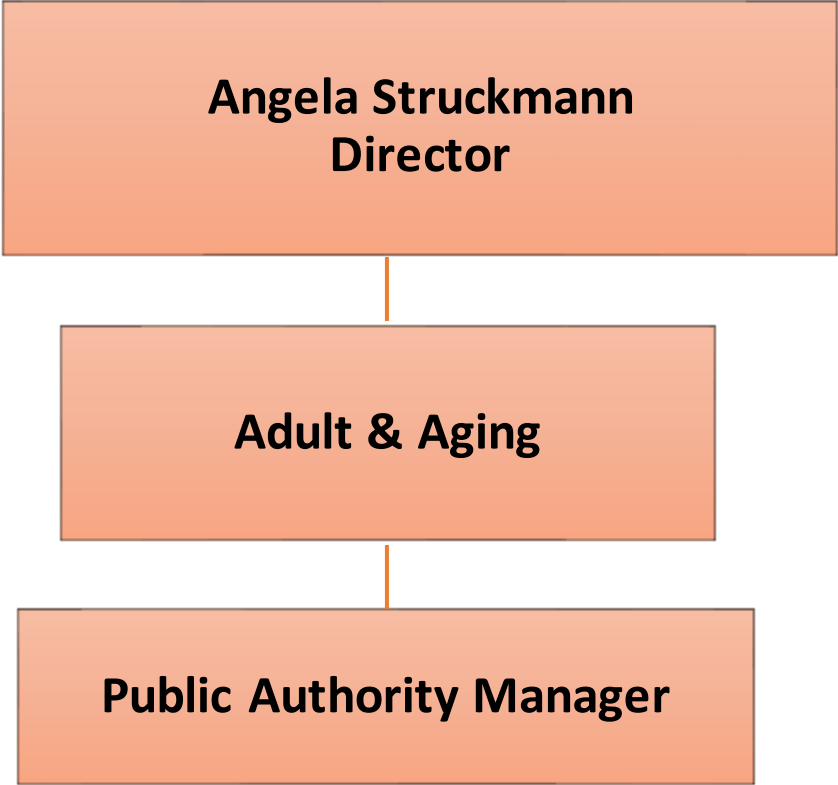 Angela Struckmann
Director
Adult & Aging
Public Authority Manager